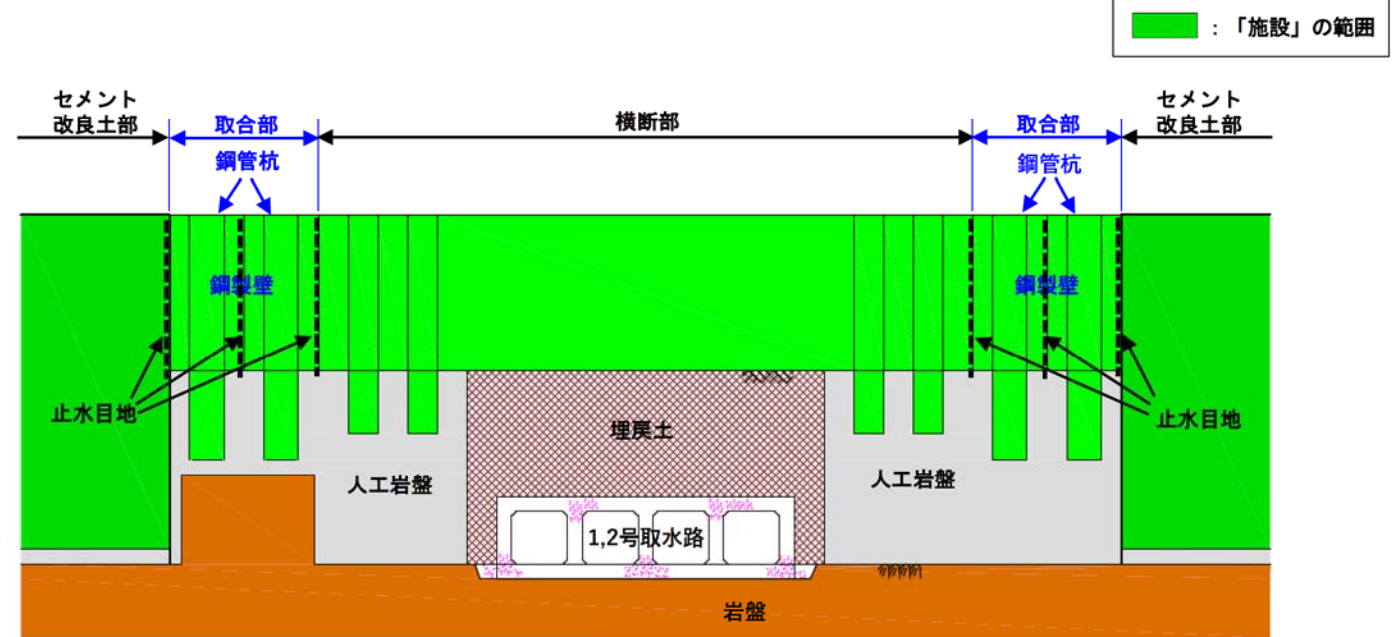 ：「施設」の範囲
セメント
改良土部
取合部
横断部
取合部
セメント
改良土部
鋼管杭
鋼管杭
鋼製壁
鋼製壁
止水目地
止水目地
埋戻土
人工岩盤
人工岩盤
1,2号取水路
岩盤